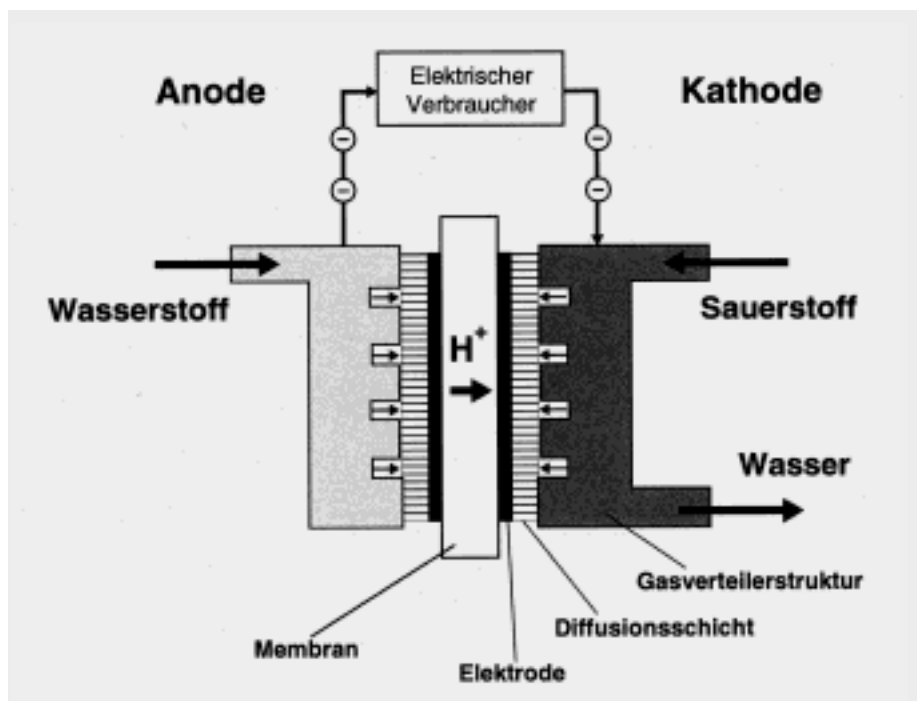 Anode
Elektrischer
Verbraucher
Kathode
Wasserstoff
Sauerstoff
H+
Wasser
Gasverteilerstruktur
Diffusionsschicht
Membran
Elektrode